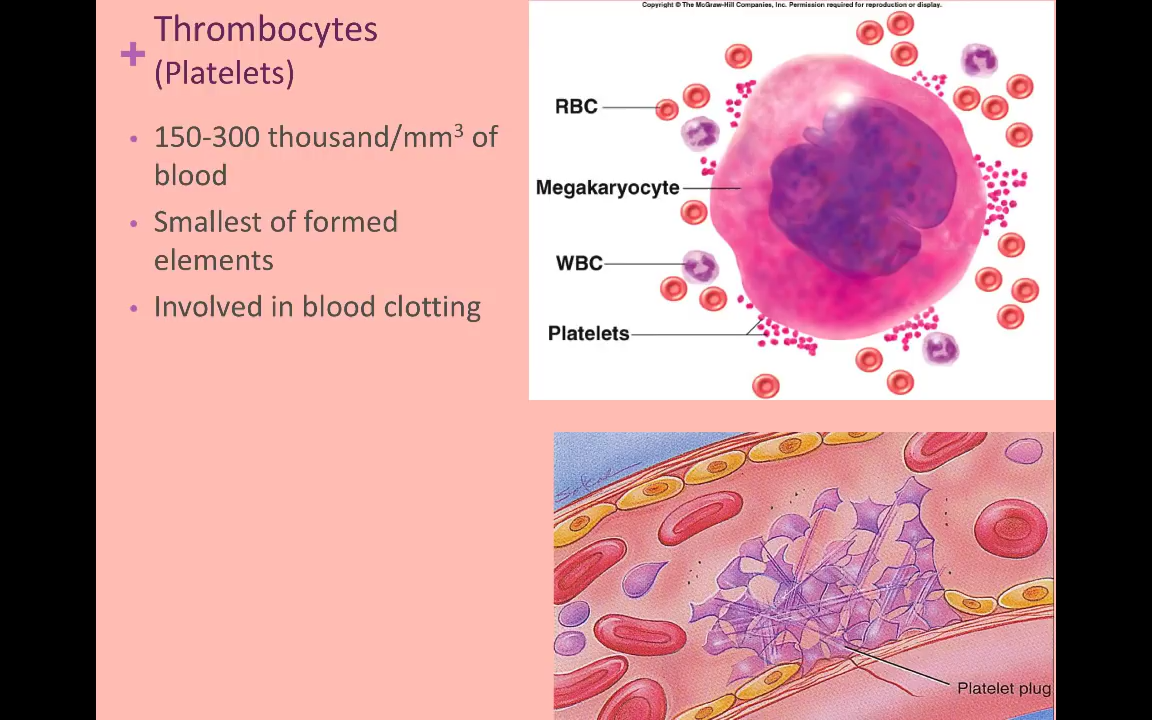 Thrombocytes
+
(Platelets)
• 150-300 thousand/mm³ of
blood
• Smallest of formed
elements
• Involved in blood clotting
Copyright © The McGraw-Hill Companies, Inc. Permission required for reproduction or display.
RBC
Megakaryocyte
WBC
Platelets
Platelet plug